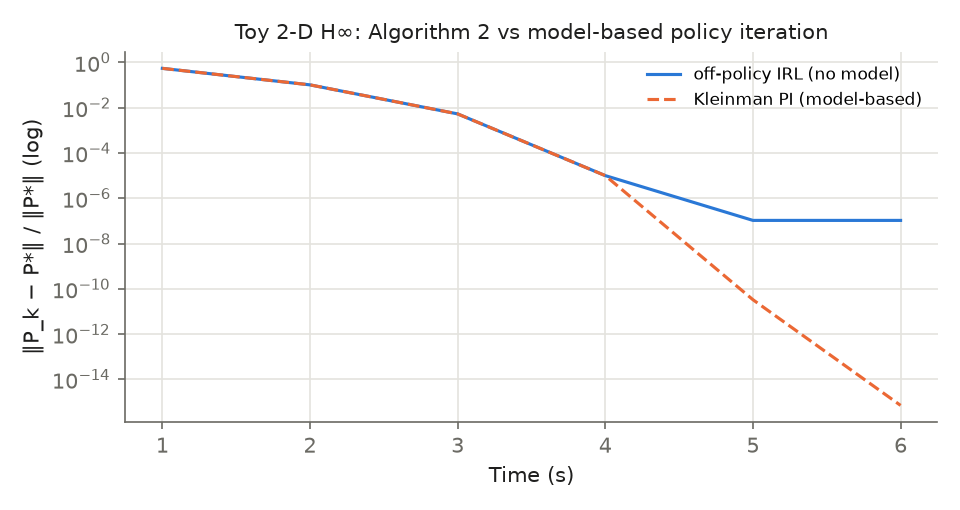 Toy 2-D H∞: Algorithm 2 vs model-based policy iteration
off-policy IRL (no model)
Kleinman PI (model-based)
‖P_k − P*‖ / ‖P*‖ (log)
10⁰
10⁻²
10⁻⁴
10⁻⁶
10⁻⁸
10⁻¹⁰
10⁻¹²
10⁻¹⁴
1 2 3 4 5 6
Time (s)